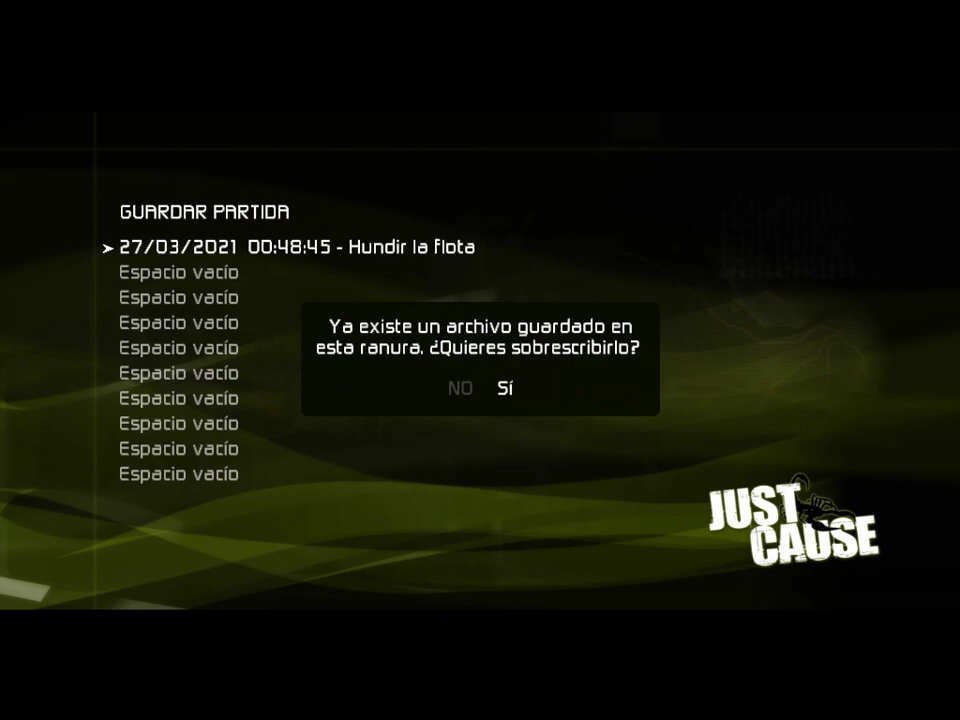 GUARDAR PARTIDA
➤ 27/03/2021 00:48:45 - Hundir la flota
Espacio vacío
Espacio vacío
Espacio vacío
Espacio vacío
Espacio vacío
Espacio vacío
Espacio vacío
Espacio vacío
Espacio vacío
Ya existe un archivo guardado en
esta ranura. ¿Quieres sobrescribirlo?
NO Sí
JUST
CAUSE